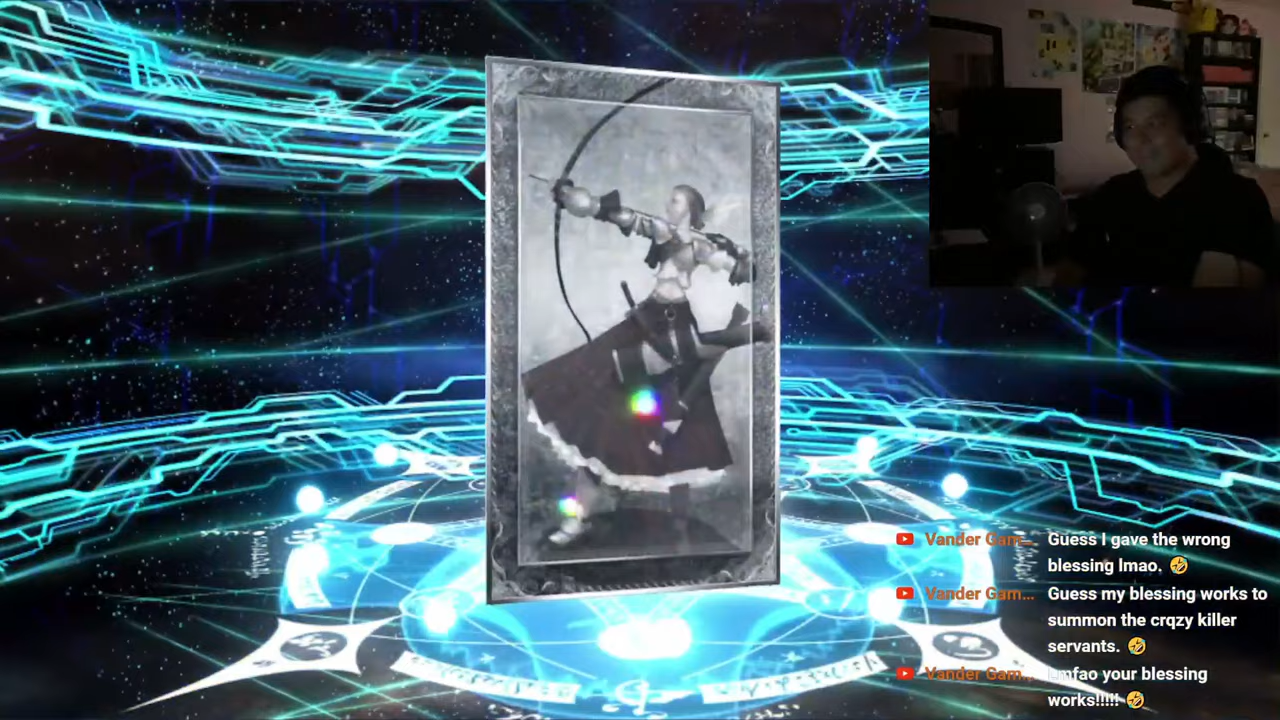 Vander Gam... Guess I gave the wrong
blessing lmao. 🤣
Vander Gam... Guess my blessing works to
summon the crqzy killer
servants. 🤣
Vander Gam... Lmfao your blessing
works!!!!! 🤣